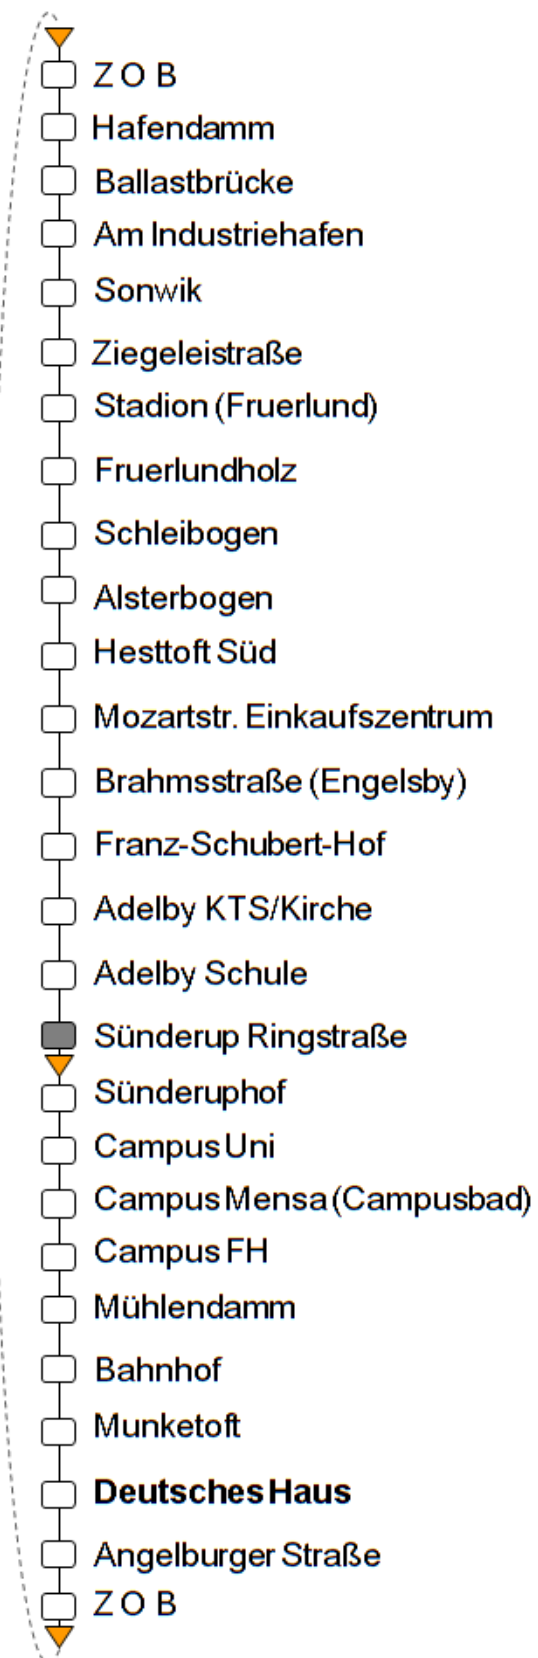 Z O B
Hafendamm
Ballastbrücke
Am Industriehafen
Sonwik
Ziegeleistraße
Stadion (Fruerlund)
Fruerlundholz
Schleibogen
Alsterbogen
Hesttoft Süd
Mozartstr. Einkaufszentrum
Brahmsstraße (Engelsby)
Franz-Schubert-Hof
Adelby KTS/Kirche
Adelby Schule
Sünderup Ringstraße
Sünderuphof
Campus Uni
Campus Mensa (Campusbad)
Campus FH
Mühlendamm
Bahnhof
Munketoft
Deutsches Haus
Angelburger Straße
Z O B